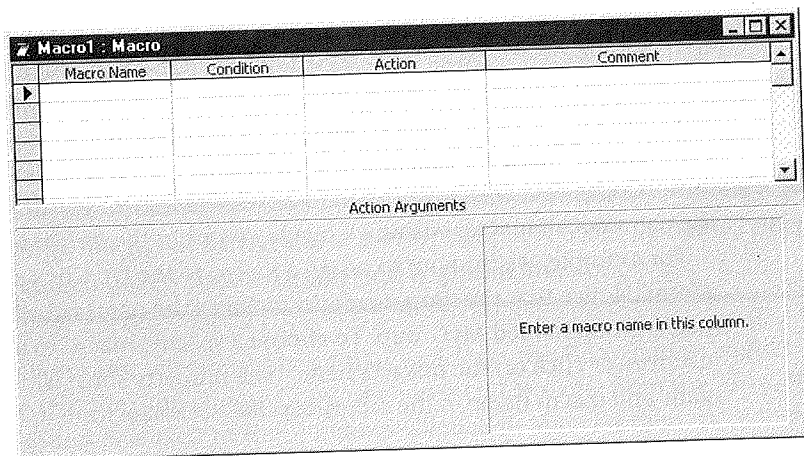 Macro1 : Macro
Macro Name Condition Action Comment
Action Arguments
Enter a macro name in this column.